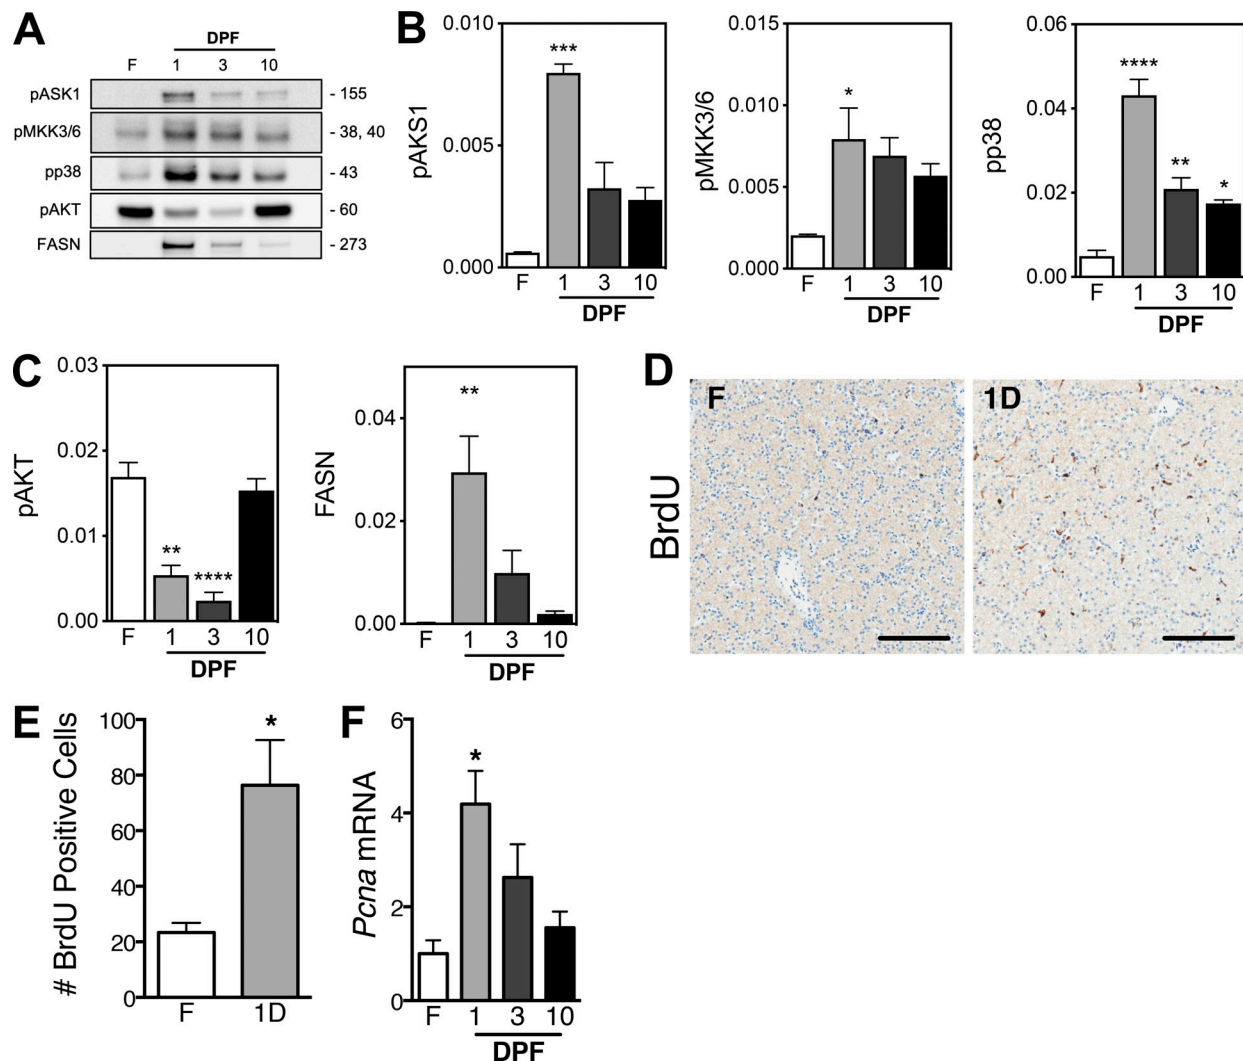 A
DPF
F 1 3 10
pASK1 - 155
pMKK3/6 - 38, 40
pp38 - 43
pAKT - 60
FASN - 273
B
pAKS1
0.010
0.005
0.000
***
F 1 3 10
DPF
pMKK3/6
0.015
0.010
0.005
0.000
*
F 1 3 10
DPF
pp38
0.06
0.04
0.02
0.00
****
**
*
F 1 3 10
DPF
C
pAKT
0.03
0.02
0.01
0.00
**
****
F 1 3 10
DPF
FASN
0.04
0.02
0.00
**
F 1 3 10
DPF
D
BrdU
F
1D
E
# BrdU Positive Cells
100
80
60
40
20
0
*
F 1D
F
Pcna mRNA
6
4
2
0
*
F 1 3 10
DPF